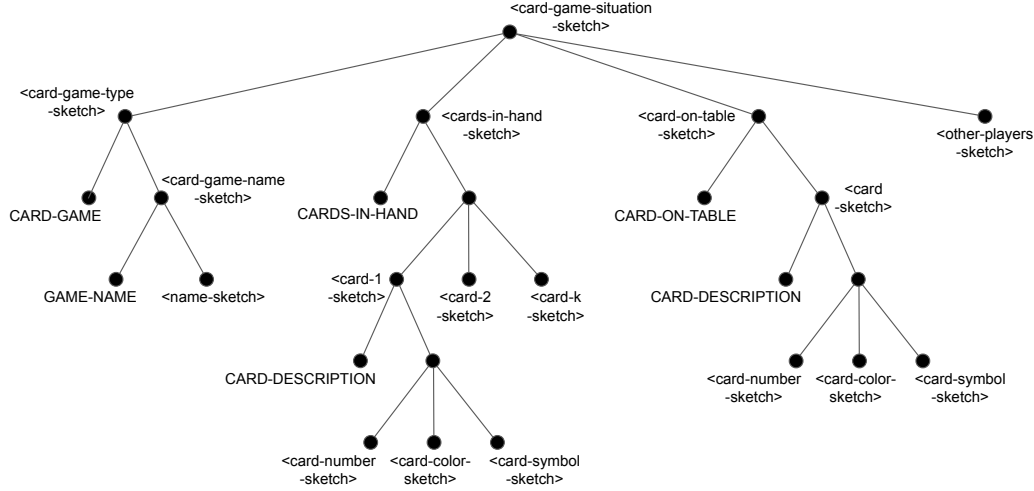 <card-game-situation
-sketch>
<card-game-type
-sketch>
<cards-in-hand
-sketch>
<card-on-table
-sketch>
<other-players
-sketch>
CARD-GAME
<card-game-name
-sketch>
CARDS-IN-HAND
CARD-ON-TABLE
<card
-sketch>
GAME-NAME
<name-sketch>
<card-1
-sketch>
<card-2
-sketch>
<card-k
-sketch>
CARD-DESCRIPTION
CARD-DESCRIPTION
<card-number
-sketch>
<card-color-
sketch>
<card-symbol
-sketch>
<card-number
-sketch>
<card-color-
sketch>
<card-symbol
-sketch>